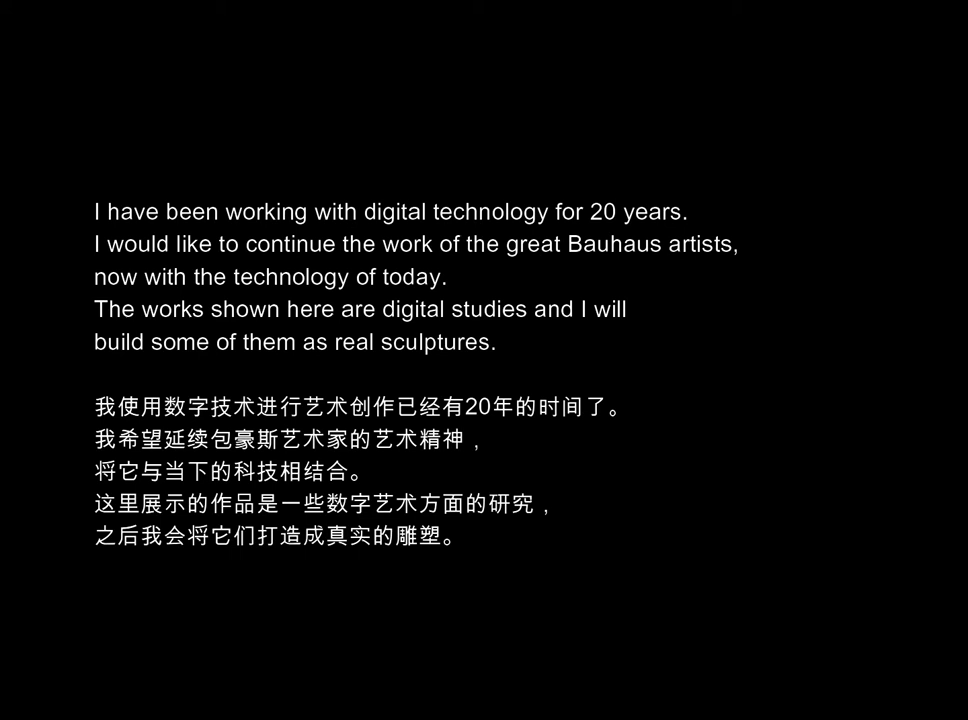 I have been working with digital technology for 20 years.
I would like to continue the work of the great Bauhaus artists,
now with the technology of today.
The works shown here are digital studies and I will
build some of them as real sculptures.
我使用数字技术进行艺术创作已经有20年的时间了。
我希望延续包豪斯艺术家的艺术精神，
将它与当下的科技相结合。
这里展示的作品是一些数字艺术方面的研究，
之后我会将它们打造成真实的雕塑。